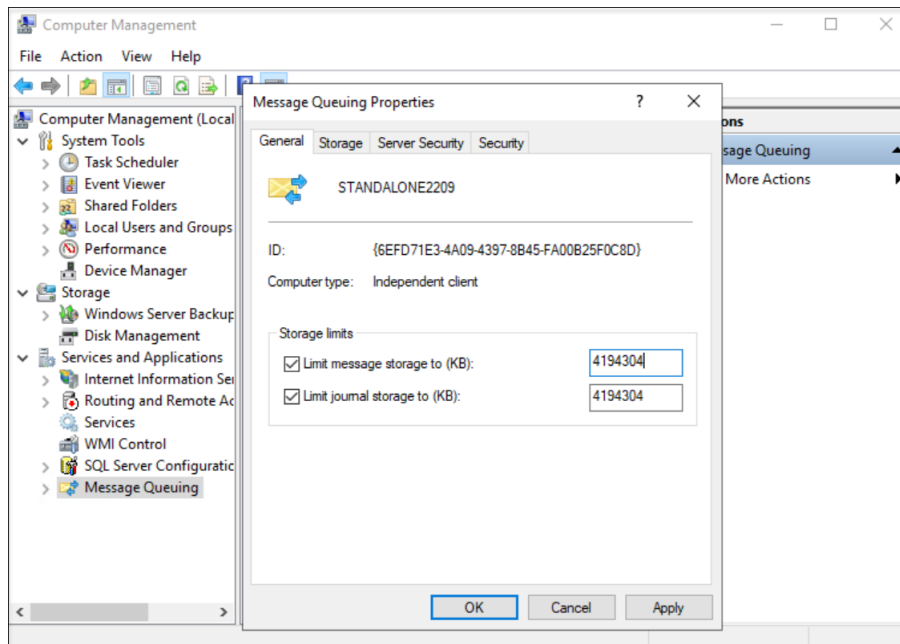 Computer Management
File Action View Help
Computer Management (Local
System Tools
Task Scheduler
Event Viewer
Shared Folders
Local Users and Groups
Performance
Device Manager
Storage
Windows Server Backup
Disk Management
Services and Applications
Internet Information Ser
Routing and Remote Ac
Services
WMI Control
SQL Server Configuratic
Message Queuing
Message Queuing Properties
? 
General Storage Server Security Security
STANDALONE2209
ID: {6EFD71E3-4A09-4397-8B45-FA00B25F0C8D}
Computer type: Independent client
Storage limits
Limit message storage to (KB): 4194304
Limit journal storage to (KB): 4194304
OK Cancel Apply
ons
sage Queuing
More Actions